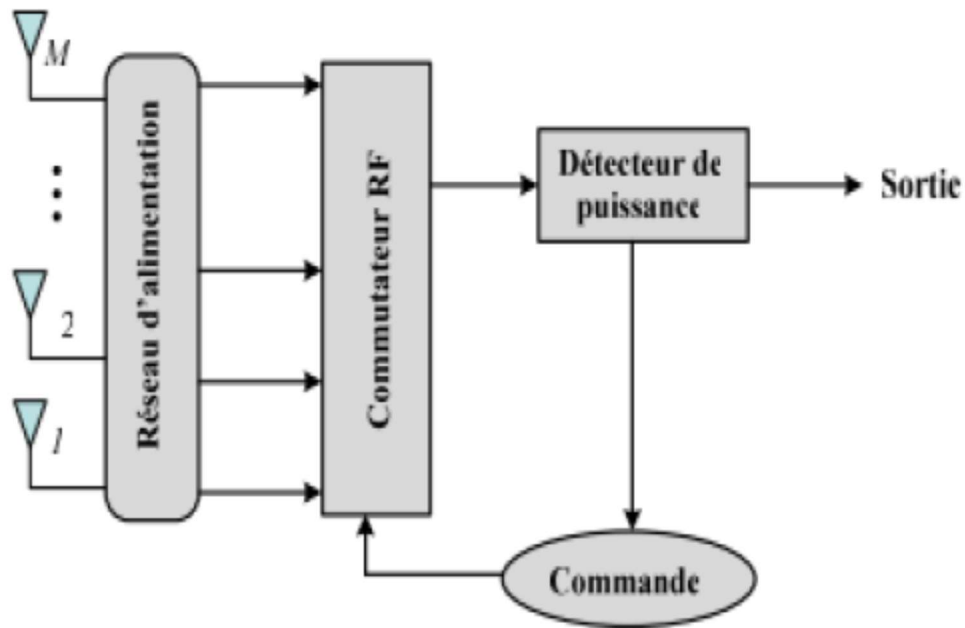 M
Réseau d'alimentation
Commutateur RF
Détecteur de
puissance
Sortie
2
1
Commande